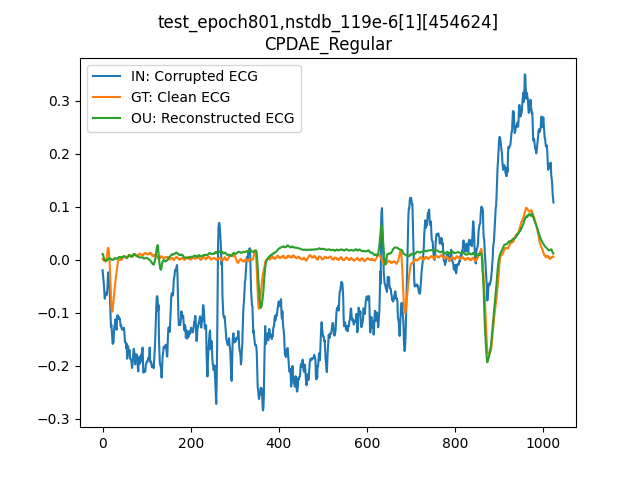 test_epoch801,nstdb_119e-6[1][454624]
CPDAE_Regular
IN: Corrupted ECG
GT: Clean ECG
OU: Reconstructed ECG
0.3
0.2
0.1
0.0
−0.1
−0.2
−0.3
0 200 400 600 800 1000